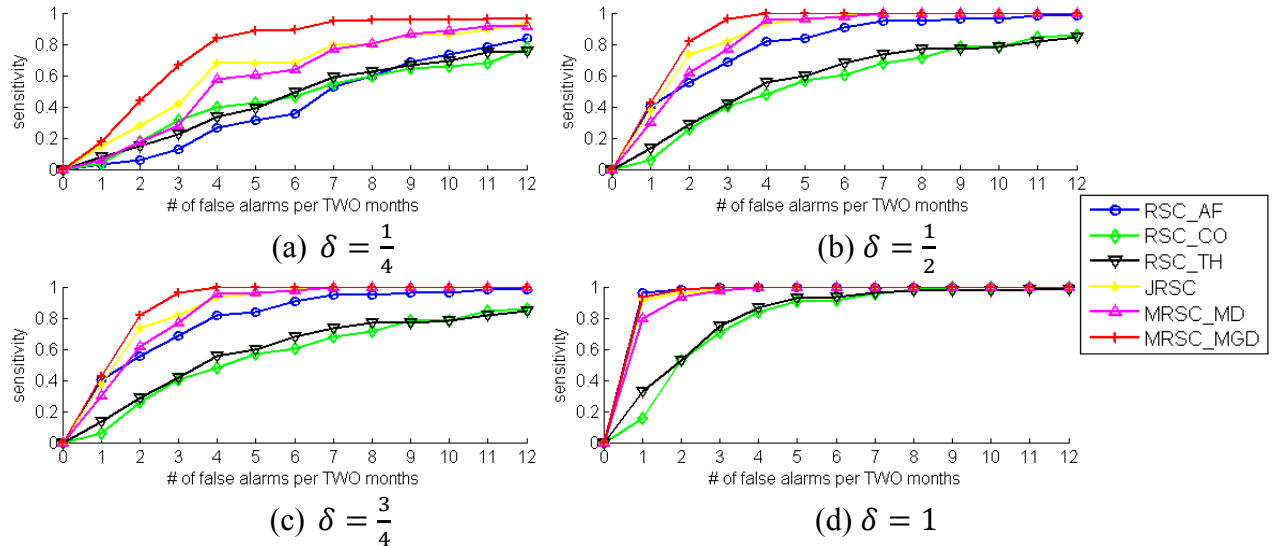 1
0.8
0.6
0.4
0.2
0
sensitivity
0 1 2 3 4 5 6 7 8 9 10 11 12
# of false alarms per TWO months
(a) δ = 1/4
1
0.8
0.6
0.4
0.2
0
sensitivity
0 1 2 3 4 5 6 7 8 9 10 11 12
# of false alarms per TWO months
(b) δ = 1/2
RSC_AF
RSC_CO
RSC_TH
JRSC
MRSC_MD
MRSC_MGD
1
0.8
0.6
0.4
0.2
0
sensitivity
0 1 2 3 4 5 6 7 8 9 10 11 12
# of false alarms per TWO months
(c) δ = 3/4
1
0.8
0.6
0.4
0.2
0
sensitivity
0 1 2 3 4 5 6 7 8 9 10 11 12
# of false alarms per TWO months
(d) δ = 1